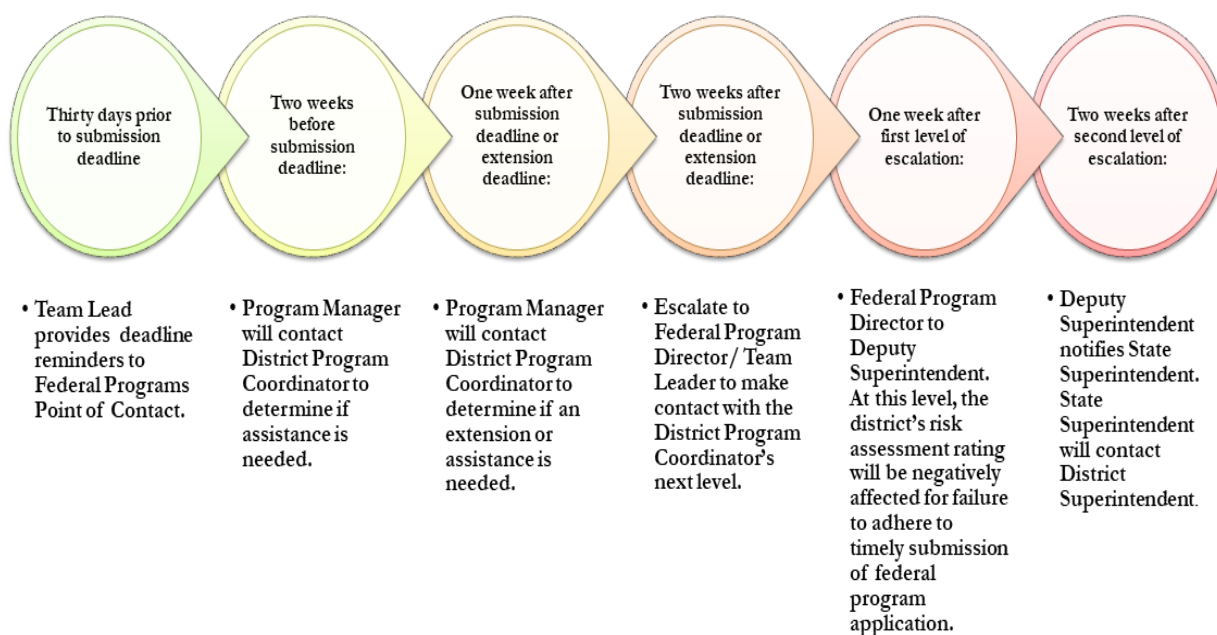 Thirty days prior
to submission
deadline
Two weeks
before
submission
deadline:
One week after
submission
deadline or
extension
deadline:
Two weeks after
submission
deadline or
extension
deadline:
One week after
first level of
escalation:
Two weeks after
second level of
escalation:
• Team Lead
provides deadline
reminders to
Federal Programs
Point of Contact.
• Program Manager
will contact
District Program
Coordinator to
determine if
assistance is
needed.
• Program Manager
will contact
District Program
Coordinator to
determine if an
extension or
assistance is
needed.
• Escalate to
Federal Program
Director/ Team
Leader to make
contact with the
District Program
Coordinator's
next level.
• Federal Program
Director to
Deputy
Superintendent.
At this level, the
district's risk
assessment rating
will be negatively
affected for failure
to adhere to
timely submission
of federal
program
application.
• Deputy
Superintendent
notifies State
Superintendent.
State
Superintendent
will contact
District
Superintendent.